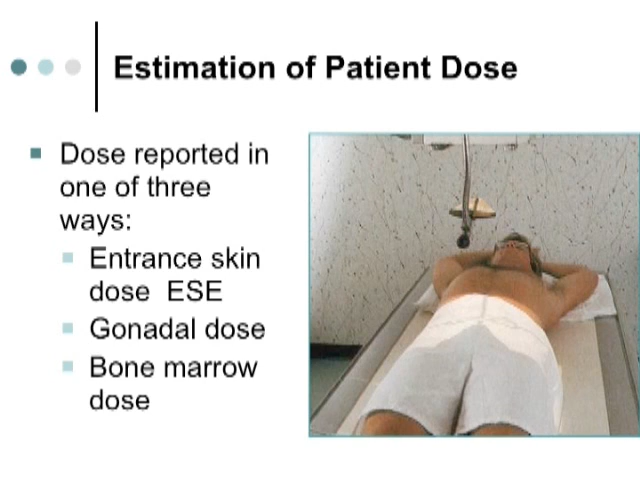 Estimation of Patient Dose
Dose reported in
one of three
ways:
Entrance skin
dose ESE
Gonadal dose
Bone marrow
dose